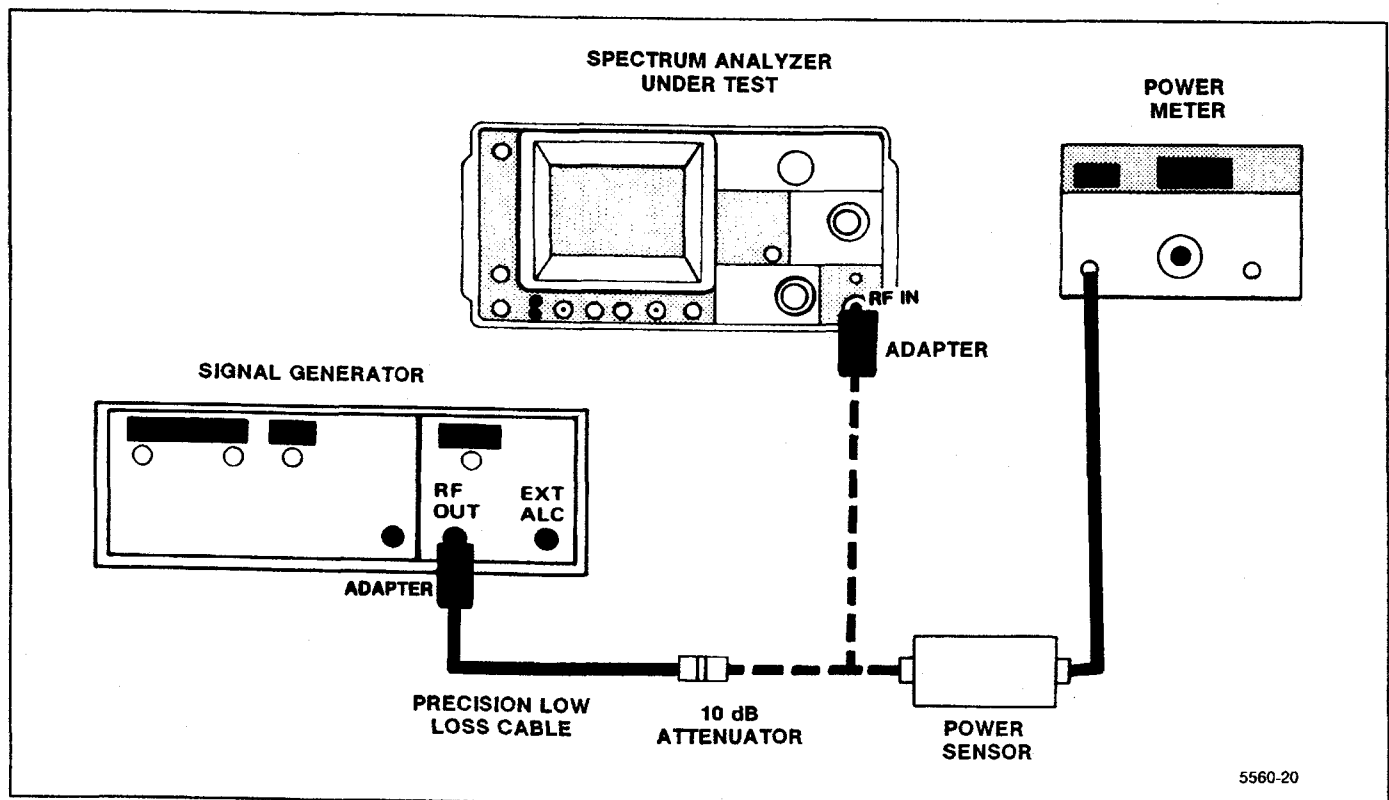 SPECTRUM ANALYZER
UNDER TEST
POWER
METER
RF IN
ADAPTER
SIGNAL GENERATOR
RF
OUT
EXT
ALC
ADAPTER
PRECISION LOW
LOSS CABLE
10 dB
ATTENUATOR
POWER
SENSOR
5560-20